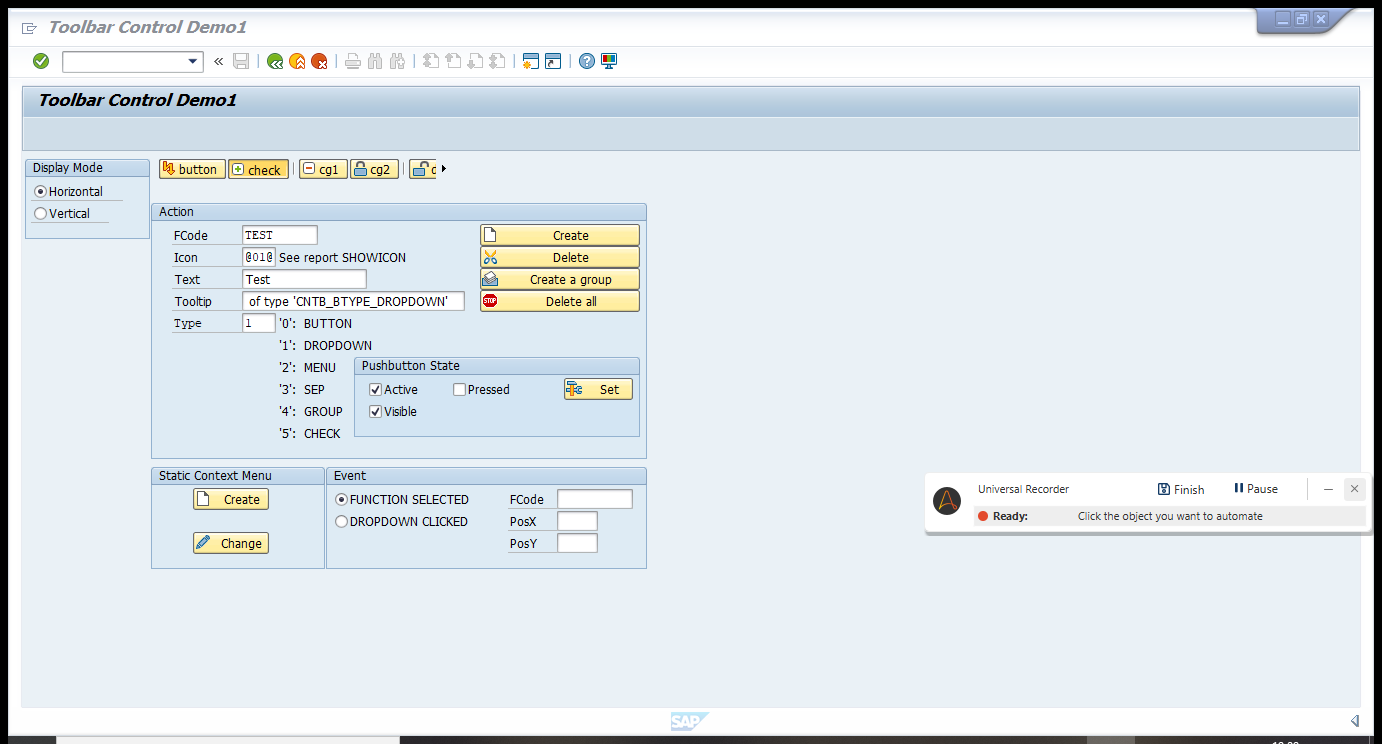 Toolbar Control Demo1
Toolbar Control Demo1
Display Mode
Horizontal
Vertical
button check cg1 cg2
Action
FCode TEST Create
Icon @01@ See report SHOWICON Delete
Text Test Create a group
Tooltip of type 'CNTB_BTYPE_DROPDOWN' STOP Delete all
Type 1 '0': BUTTON
'1': DROPDOWN
'2': MENU
'3': SEP
'4': GROUP
'5': CHECK
Pushbutton State
Active Pressed Set
Visible
Static Context Menu
Create
Change
Event
FUNCTION SELECTED FCode
DROPDOWN CLICKED PosX
PosY
Universal Recorder Finish Pause
Ready: Click the object you want to automate
SAP